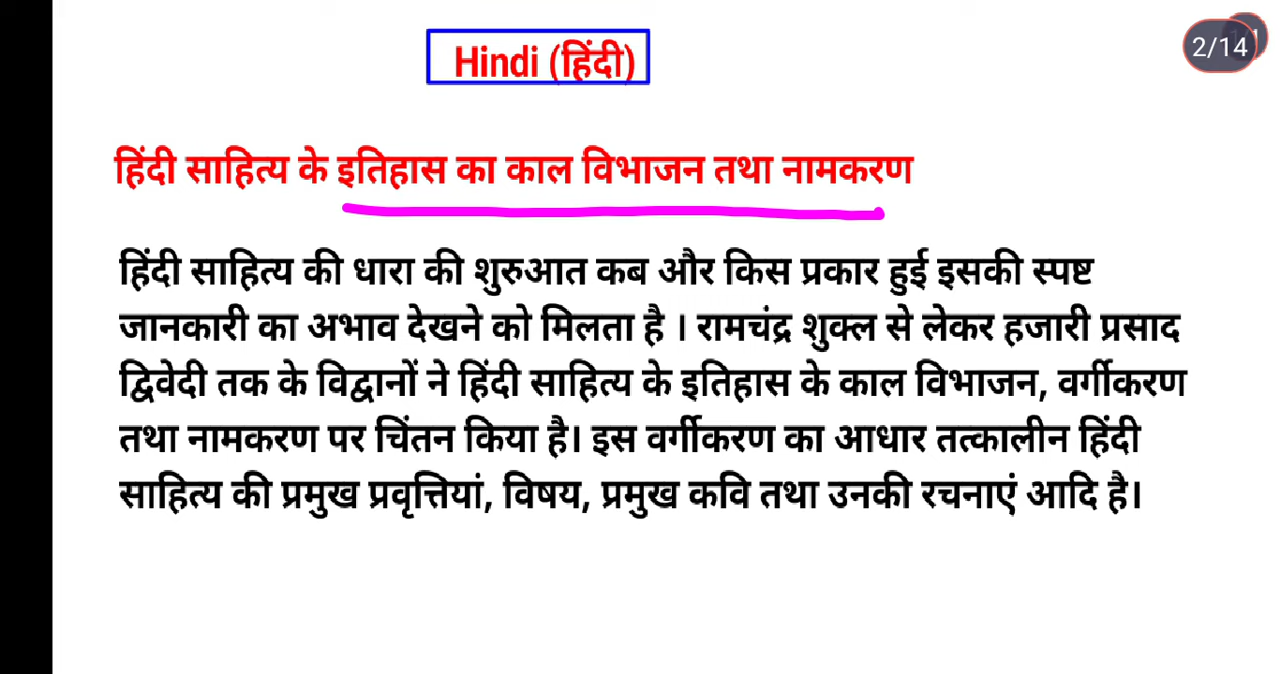 Hindi (हिंदी)
2/14
हिंदी साहित्य के इतिहास का काल विभाजन तथा नामकरण
हिंदी साहित्य की धारा की शुरुआत कब और किस प्रकार हुई इसकी स्पष्ट
जानकारी का अभाव देखने को मिलता है । रामचंद्र शुक्ल से लेकर हजारी प्रसाद
द्विवेदी तक के विद्वानों ने हिंदी साहित्य के इतिहास के काल विभाजन, वर्गीकरण
तथा नामकरण पर चिंतन किया है। इस वर्गीकरण का आधार तत्कालीन हिंदी
साहित्य की प्रमुख प्रवृत्तियां, विषय, प्रमुख कवि तथा उनकी रचनाएं आदि है।